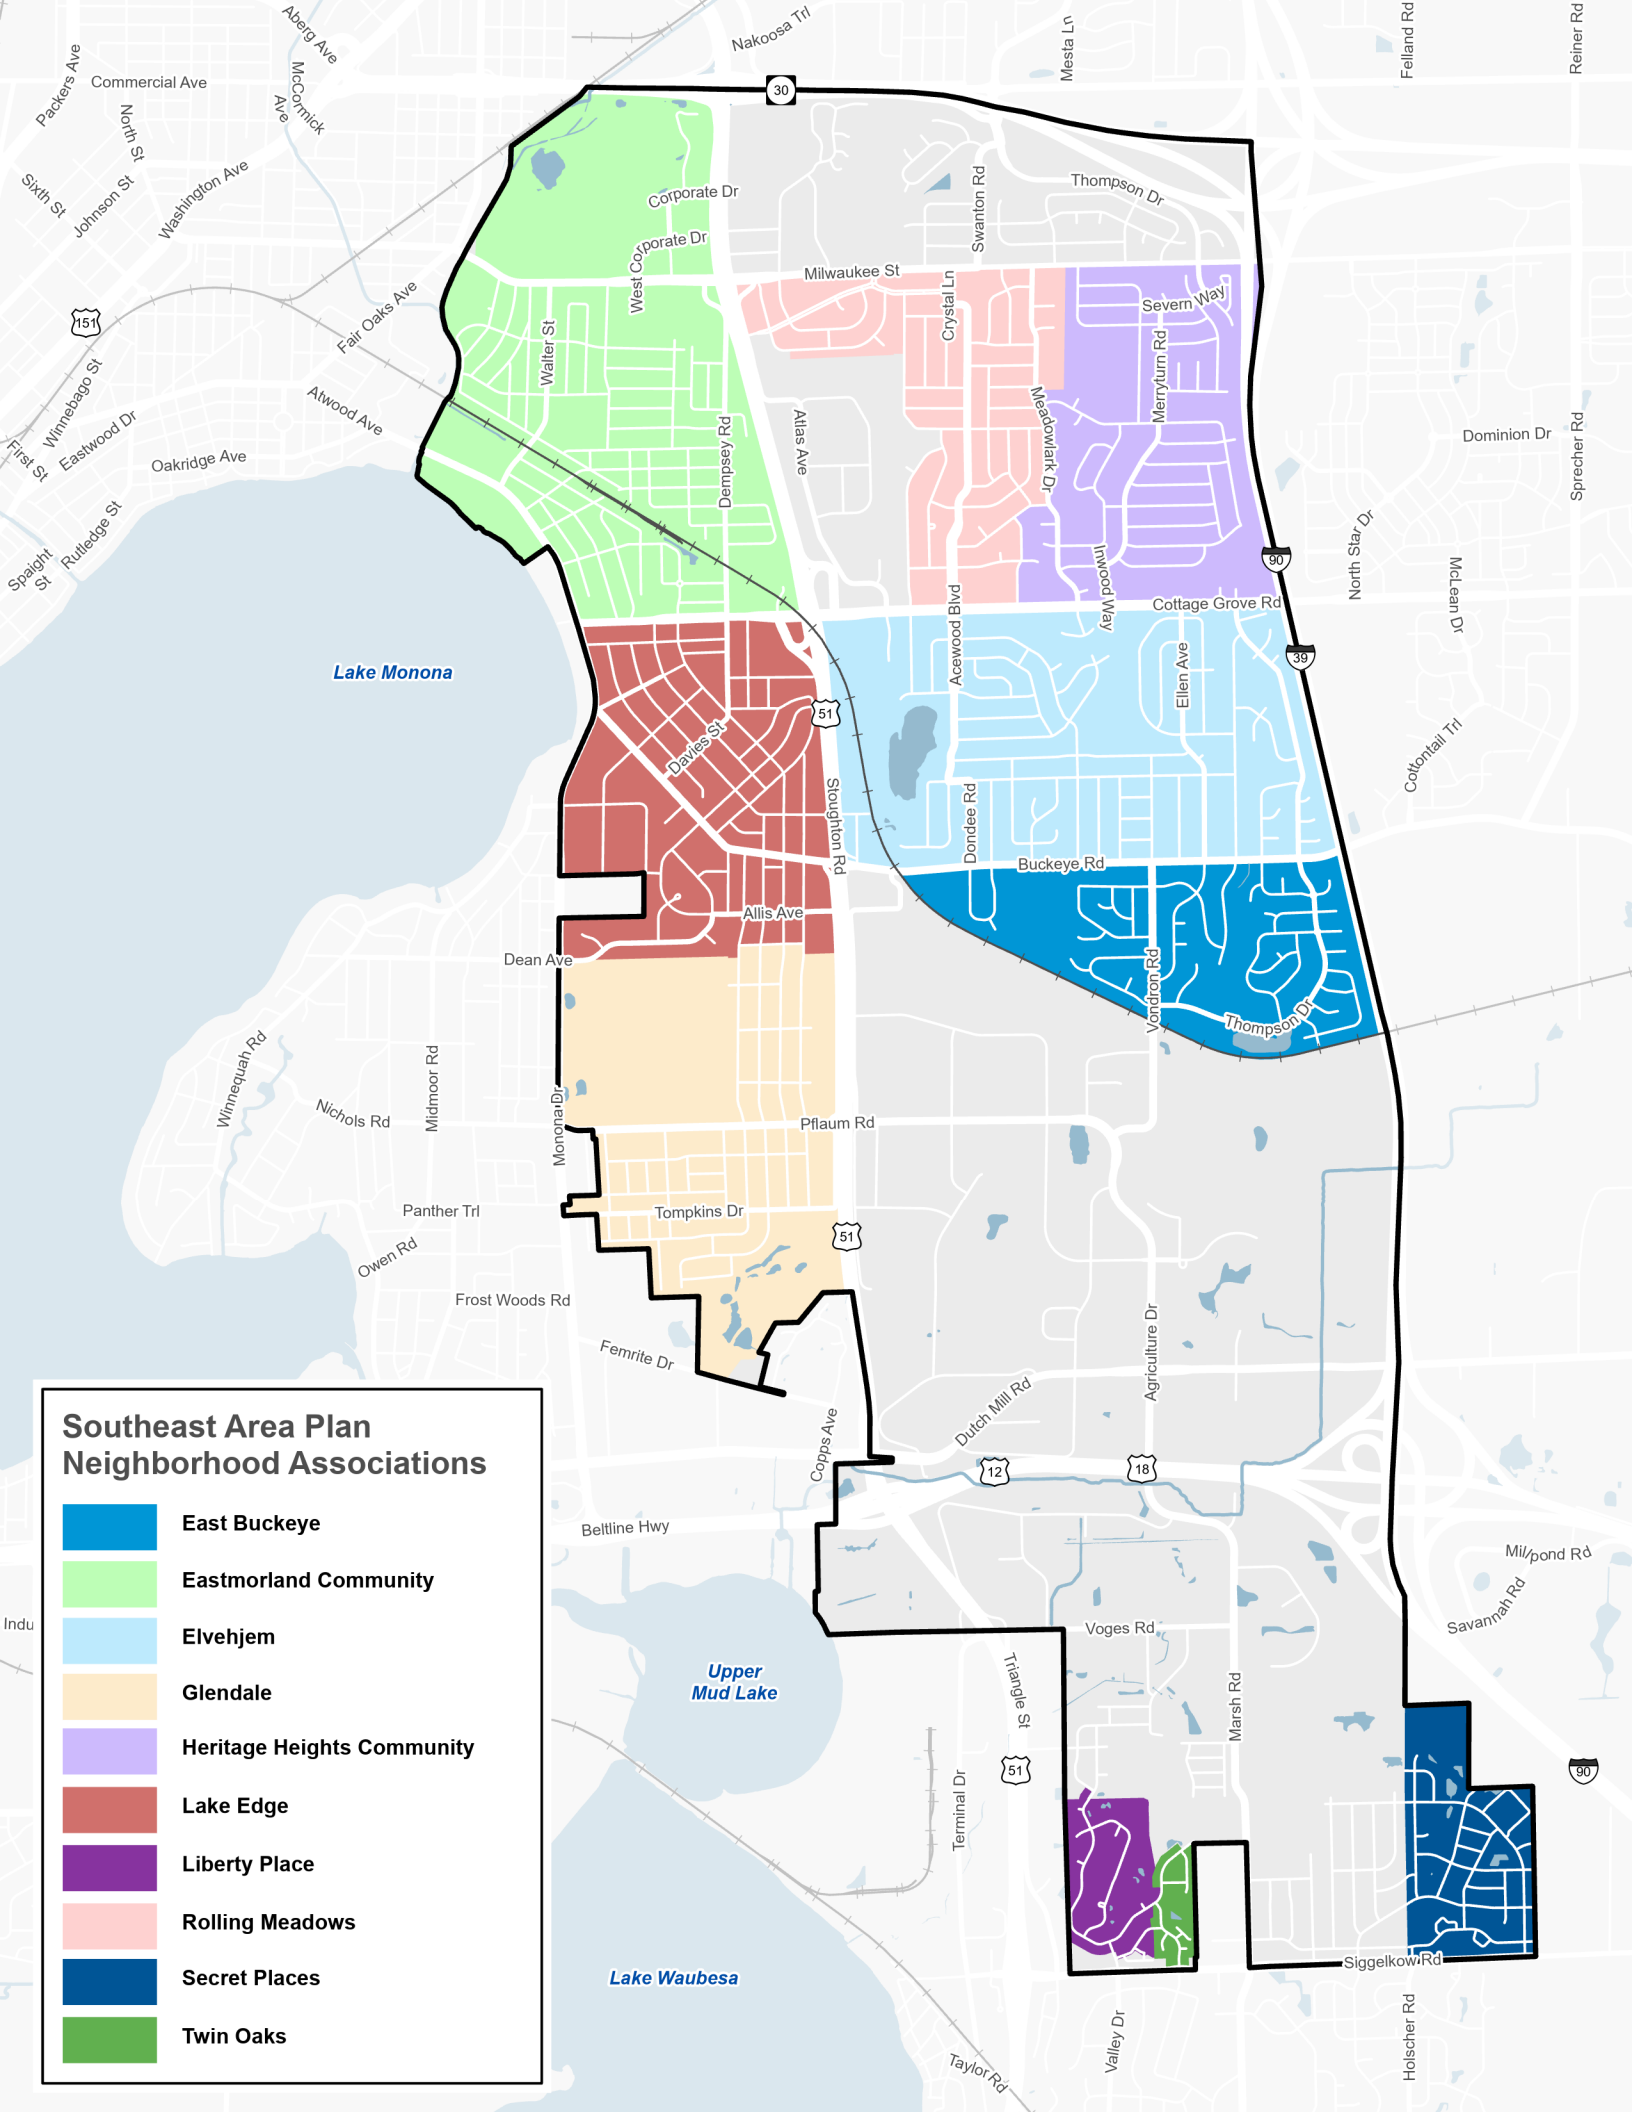 Aberg Ave
Nakoosa Trl
Mesta Ln
Felland Rd
Reiner Rd
Packers Ave
Commercial Ave
McCormick
Ave
30
North St
Sixth St
Johnson St
Washington Ave
Corporate Dr
Swanton Rd
Thompson Dr
West Corporate Dr
Milwaukee St
Crystal Ln
Severn Way
151
Fair Oaks Ave
Walter St
Merryturn Rd
Winnebago St
Atwood Ave
Eastwood Dr
First St
Oakridge Ave
Dempsey Rd
Atlas Ave
Meadowlark Dr
Dominion Dr
Sprecher Rd
Rutledge St
Spaight
St
North Star Dr
90
Inwood Way
McLean Dr
Cottage Grove Rd
Acewood Blvd
Lake Monona
Ellen Ave
39
51
Davies St
Cottontail Trl
Stoughton Rd
Dondee Rd
Buckeye Rd
Allis Ave
Dean Ave
Vondron Rd
Thompson Dr
Winnequah Rd
Midmoor Rd
Nichols Rd
Monona Dr
Pflaum Rd
Panther Trl
Tompkins Dr
51
Owen Rd
Frost Woods Rd
Femrite Dr
Agriculture Dr
Dutch Mill Rd
Copps Ave
12
18
Beltline Hwy
Millpond Rd
Savannah Rd
Indu
Voges Rd
Upper
Mud Lake
Triangle St
Marsh Rd
51
90
Terminal Dr
Siggelkow Rd
Lake Waubesa
Valley Dr
Holscher Rd
Taylor Rd
Southeast Area Plan
Neighborhood Associations
East Buckeye
Eastmorland Community
Elvehjem
Glendale
Heritage Heights Community
Lake Edge
Liberty Place
Rolling Meadows
Secret Places
Twin Oaks